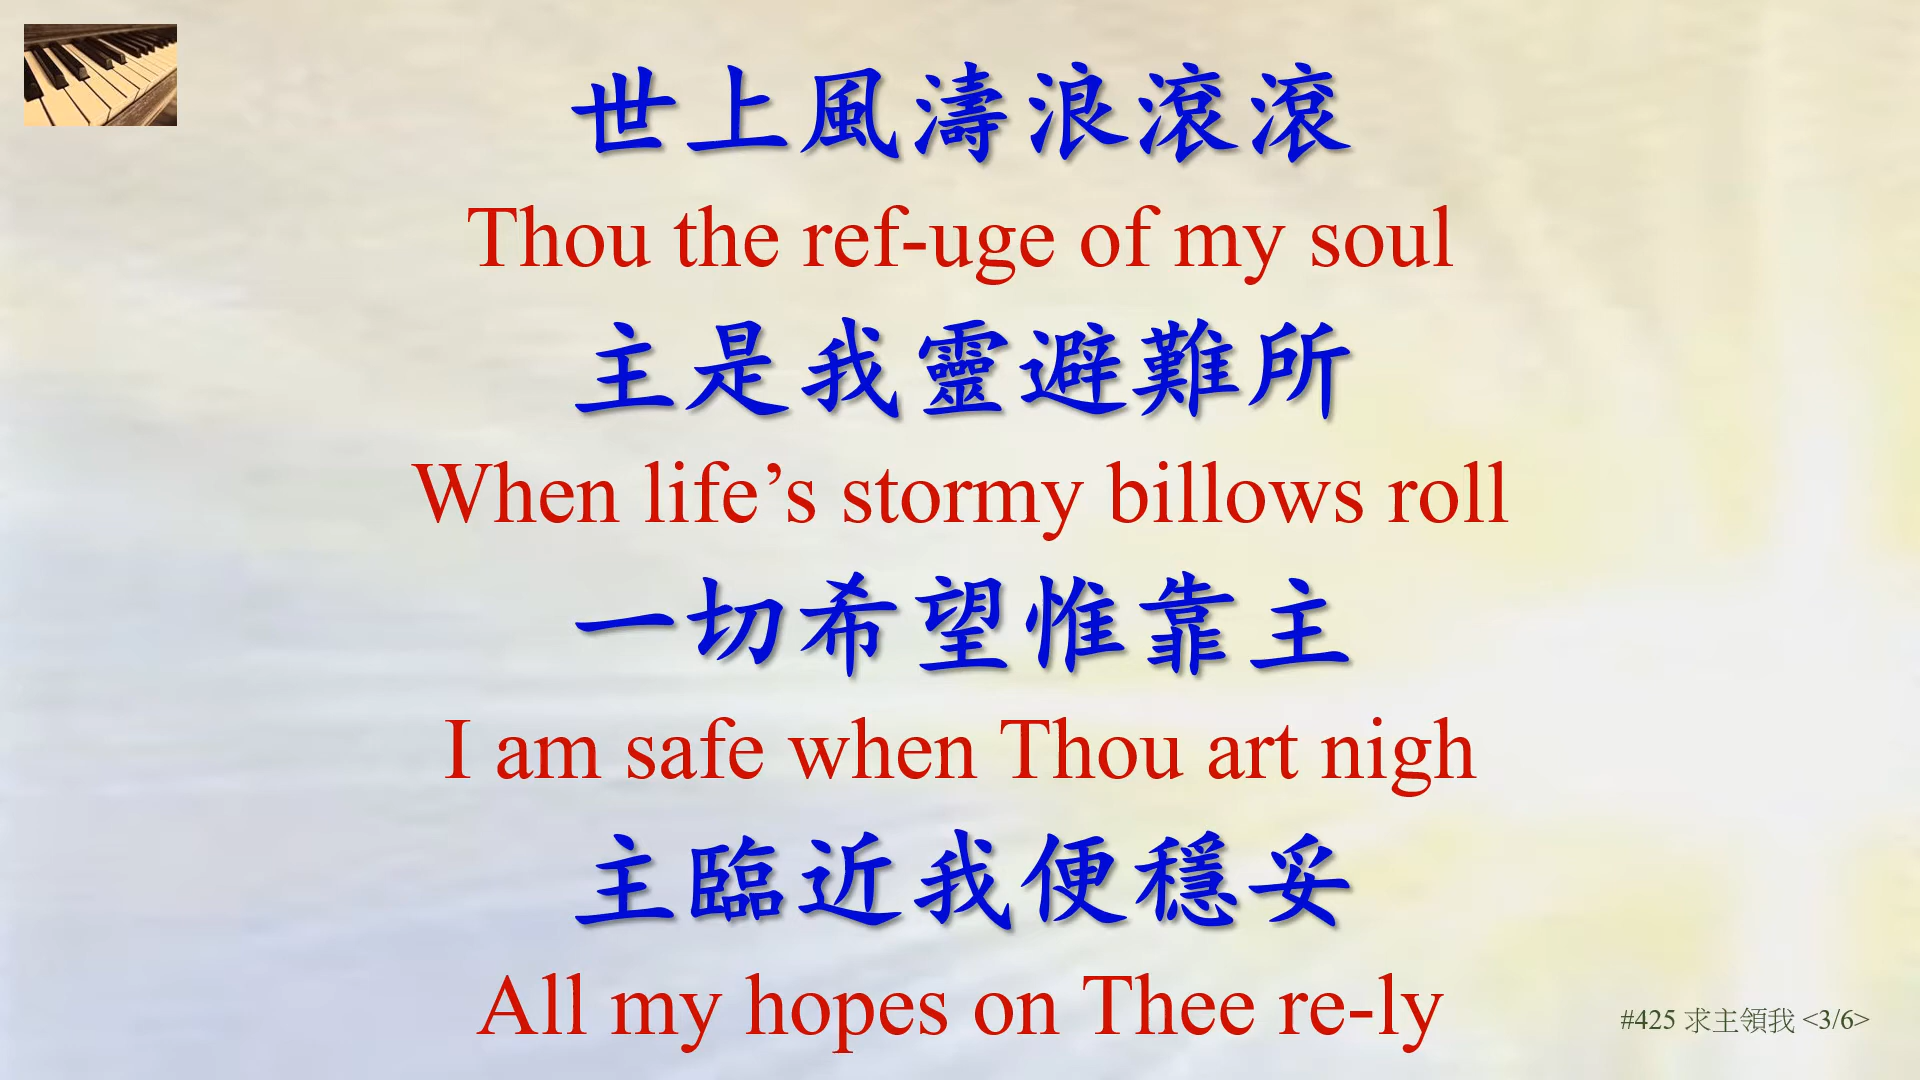 世上風濤浪滾滾
Thou the ref-uge of my soul
主是我靈避難所
When life’s stormy billows roll
一切希望惟靠主
I am safe when Thou art nigh
主臨近我便穩妥
All my hopes on Thee re-ly
#425 求主領我 <3/6>